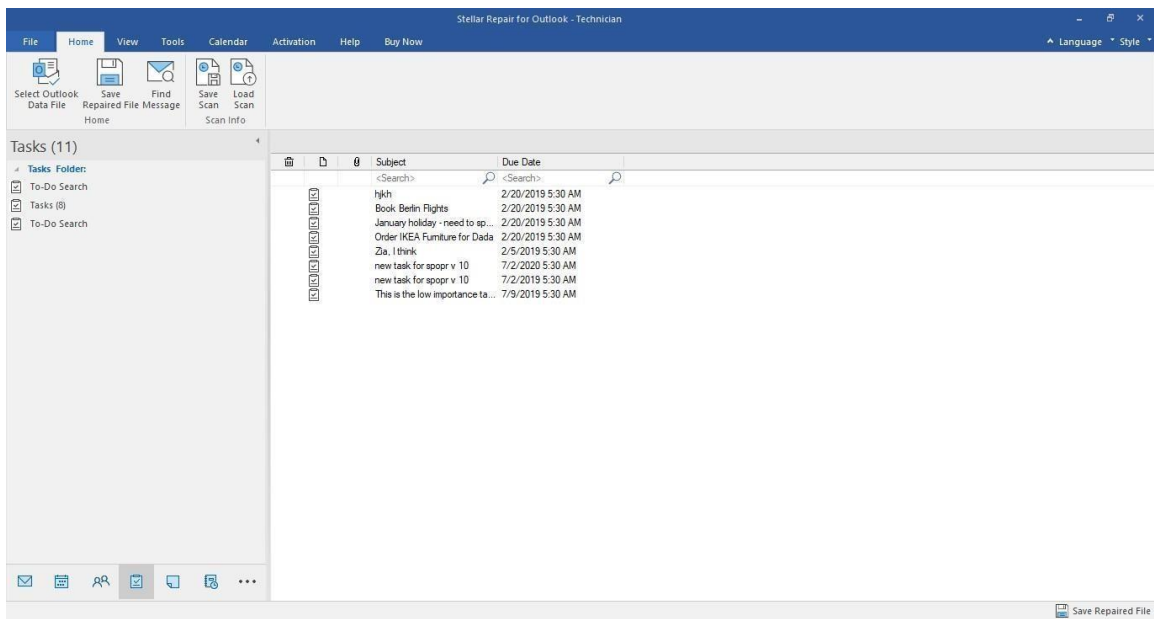 Stellar Repair for Outlook - Technician
File Home View Tools Calendar Activation Help Buy Now Language Style
Select Outlook Data File
Save Repaired File
Find Message
Save Scan
Load Scan
Home Scan Info
Tasks (11)
Tasks Folder:
To-Do Search
Tasks (8)
To-Do Search
Subject Due Date
<Search> <Search>
hjkh 2/20/2019 5:30 AM
Book Berlin Flights 2/20/2019 5:30 AM
January holiday - need to sp... 2/20/2019 5:30 AM
Order IKEA Furniture for Dada 2/20/2019 5:30 AM
Zia, I think 2/5/2019 5:30 AM
new task for spopr v 10 7/2/2020 5:30 AM
new task for spopr v 10 7/2/2019 5:30 AM
This is the low importance ta... 7/9/2019 5:30 AM
Save Repaired File